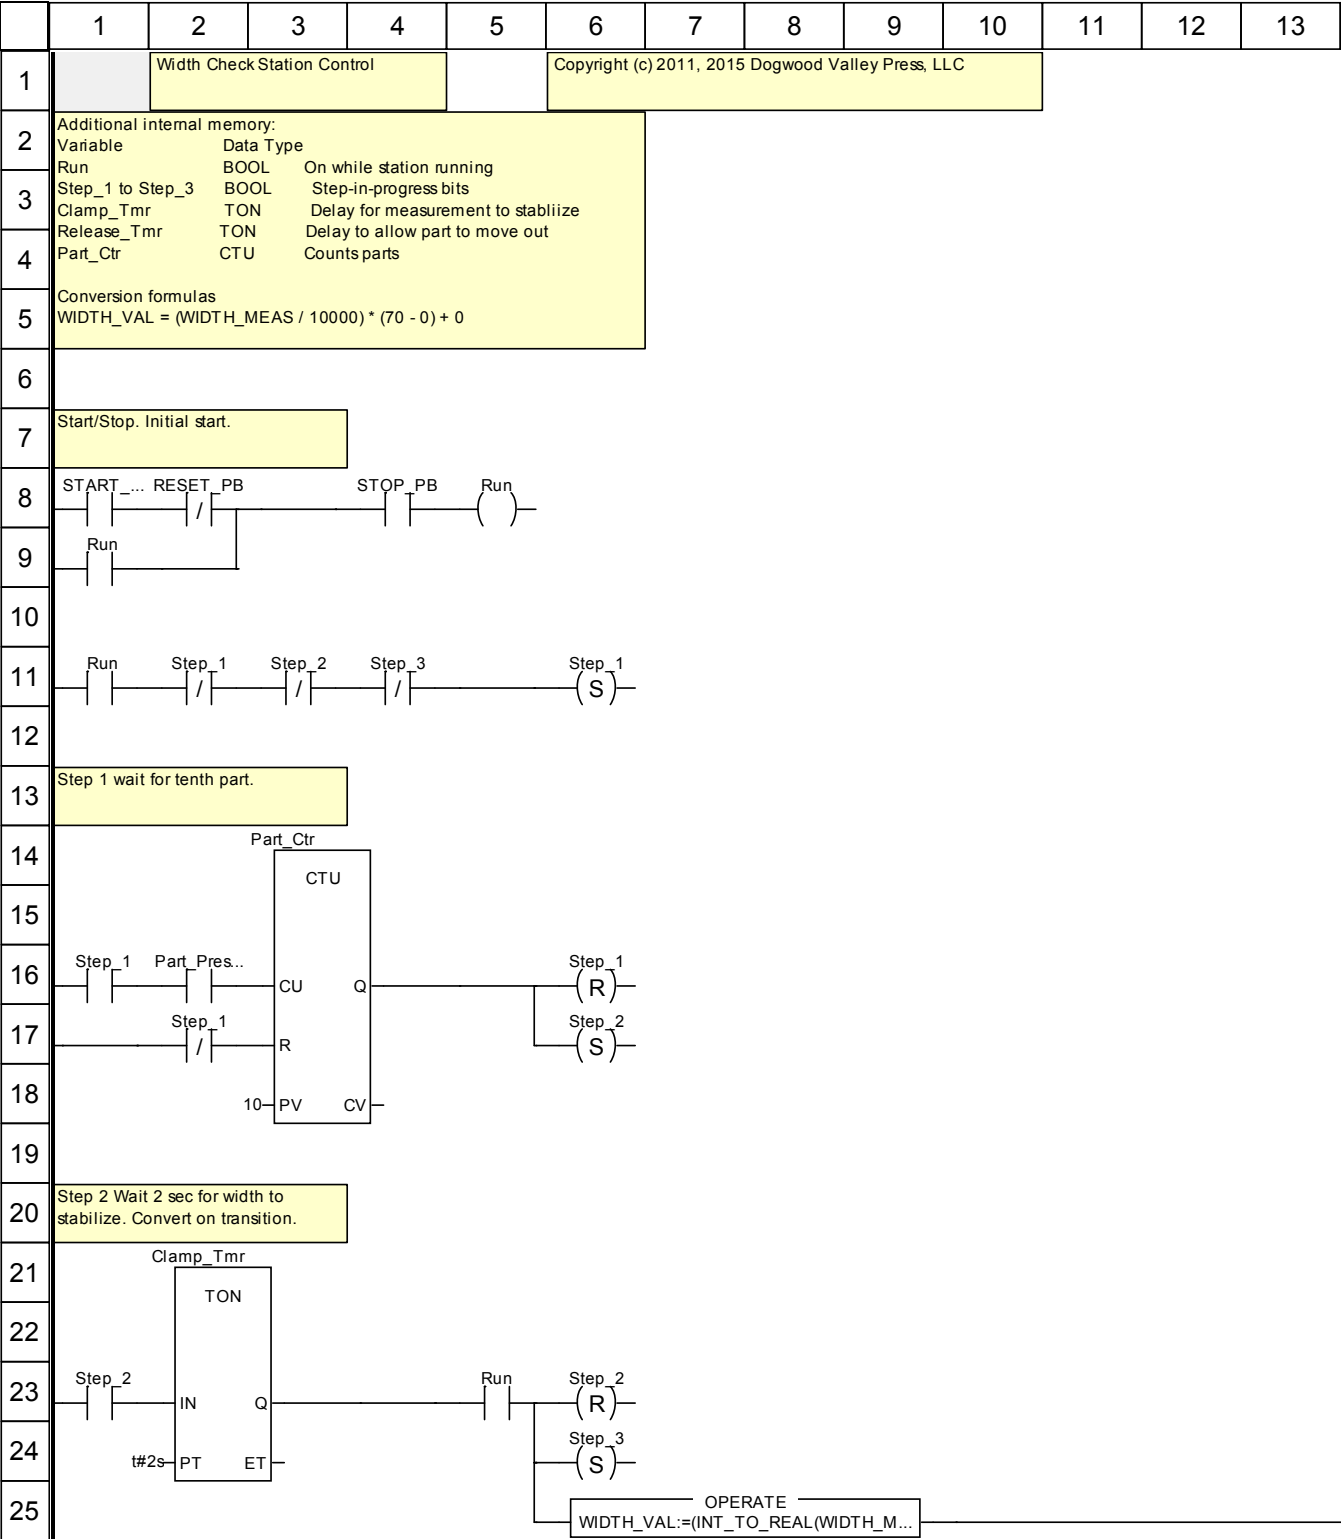 1 2 3 4 5 6 7 8 9 10 11 12 13
1
Width Check Station Control
Copyright (c) 2011, 2015 Dogwood Valley Press, LLC
2
Additional internal memory:
Variable Data Type
Run BOOL On while station running
3
Step_1 to Step_3 BOOL Step-in-progress bits
Clamp_Tmr TON Delay for measurement to stabliize
Release_Tmr TON Delay to allow part to move out
4
Part_Ctr CTU Counts parts
Conversion formulas
5
WIDTH_VAL = (WIDTH_MEAS / 10000) * (70 - 0) + 0
6
7
Start/Stop. Initial start.
8
START_... RESET_PB STOP_PB Run
/
9
Run
10
11
Run Step_1 Step_2 Step_3 Step_1
/ / / S
12
13
Step 1 wait for tenth part.
Part_Ctr
14
CTU
15
16
Step_1 Part_Pres... Step_1
CU Q R
17
Step_1 Step_2
/ R S
18
10 PV CV
19
20
Step 2 Wait 2 sec for width to
stabilize. Convert on transition.
Clamp_Tmr
21
TON
22
23
Step_2 Run Step_2
IN Q R
24
Step_3
t#2s PT ET S
25
OPERATE
WIDTH_VAL:=(INT_TO_REAL(WIDTH_M...